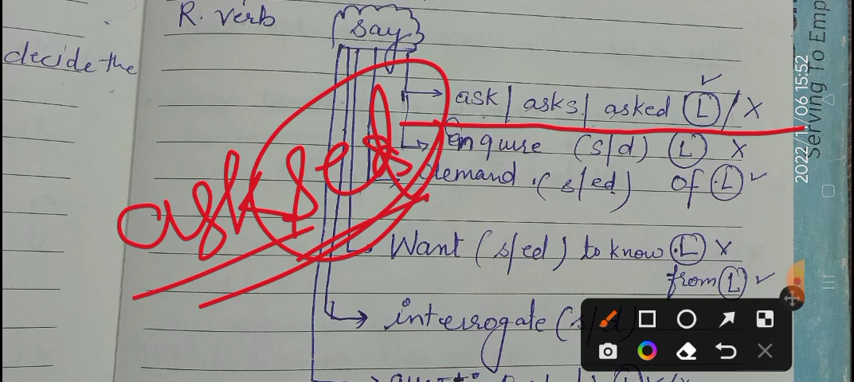 R. verb
say
decide the
ask | asks | asked (L) / X
Enquire (s/d) (L) X
demand (s/ed) of (L) ✓
Want (s/ed) to know (L) X
from (L) ✓
interrogate (s/d)
asksed
2022/11/06 15:52
Serving To Emp